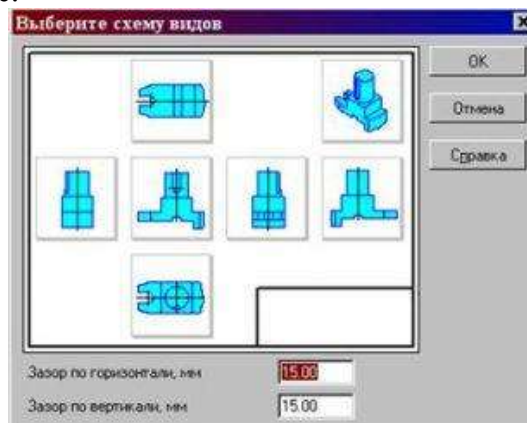 Выберите схему видов
OK
Отмена
Справка
Зазор по горизонтали, мм 15.00
Зазор по вертикали, мм 15.00